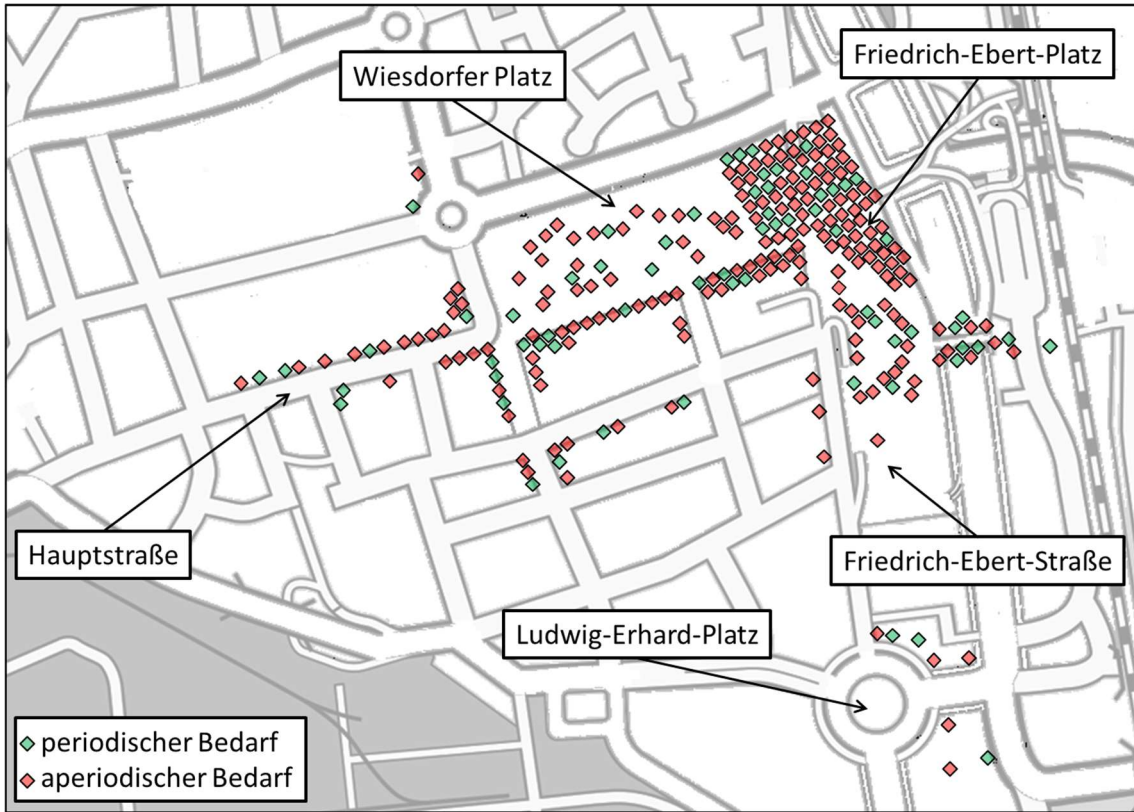 Friedrich-Ebert-Platz
Wiesdorfer Platz
Hauptstraße
Friedrich-Ebert-Straße
Ludwig-Erhard-Platz
periodischer Bedarf
aperiodischer Bedarf